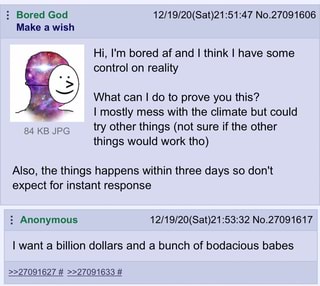 Bored God 12/19/20(Sat)21:51:47 No.27091606
Make a wish
Hi, I'm bored af and I think I have some
control on reality
What can I do to prove you this?
I mostly mess with the climate but could
try other things (not sure if the other
things would work tho)
84 KB JPG
Also, the things happens within three days so don't
expect for instant response
Anonymous 12/19/20(Sat)21:53:32 No.27091617
I want a billion dollars and a bunch of bodacious babes
>>27091627 # >>27091633 #